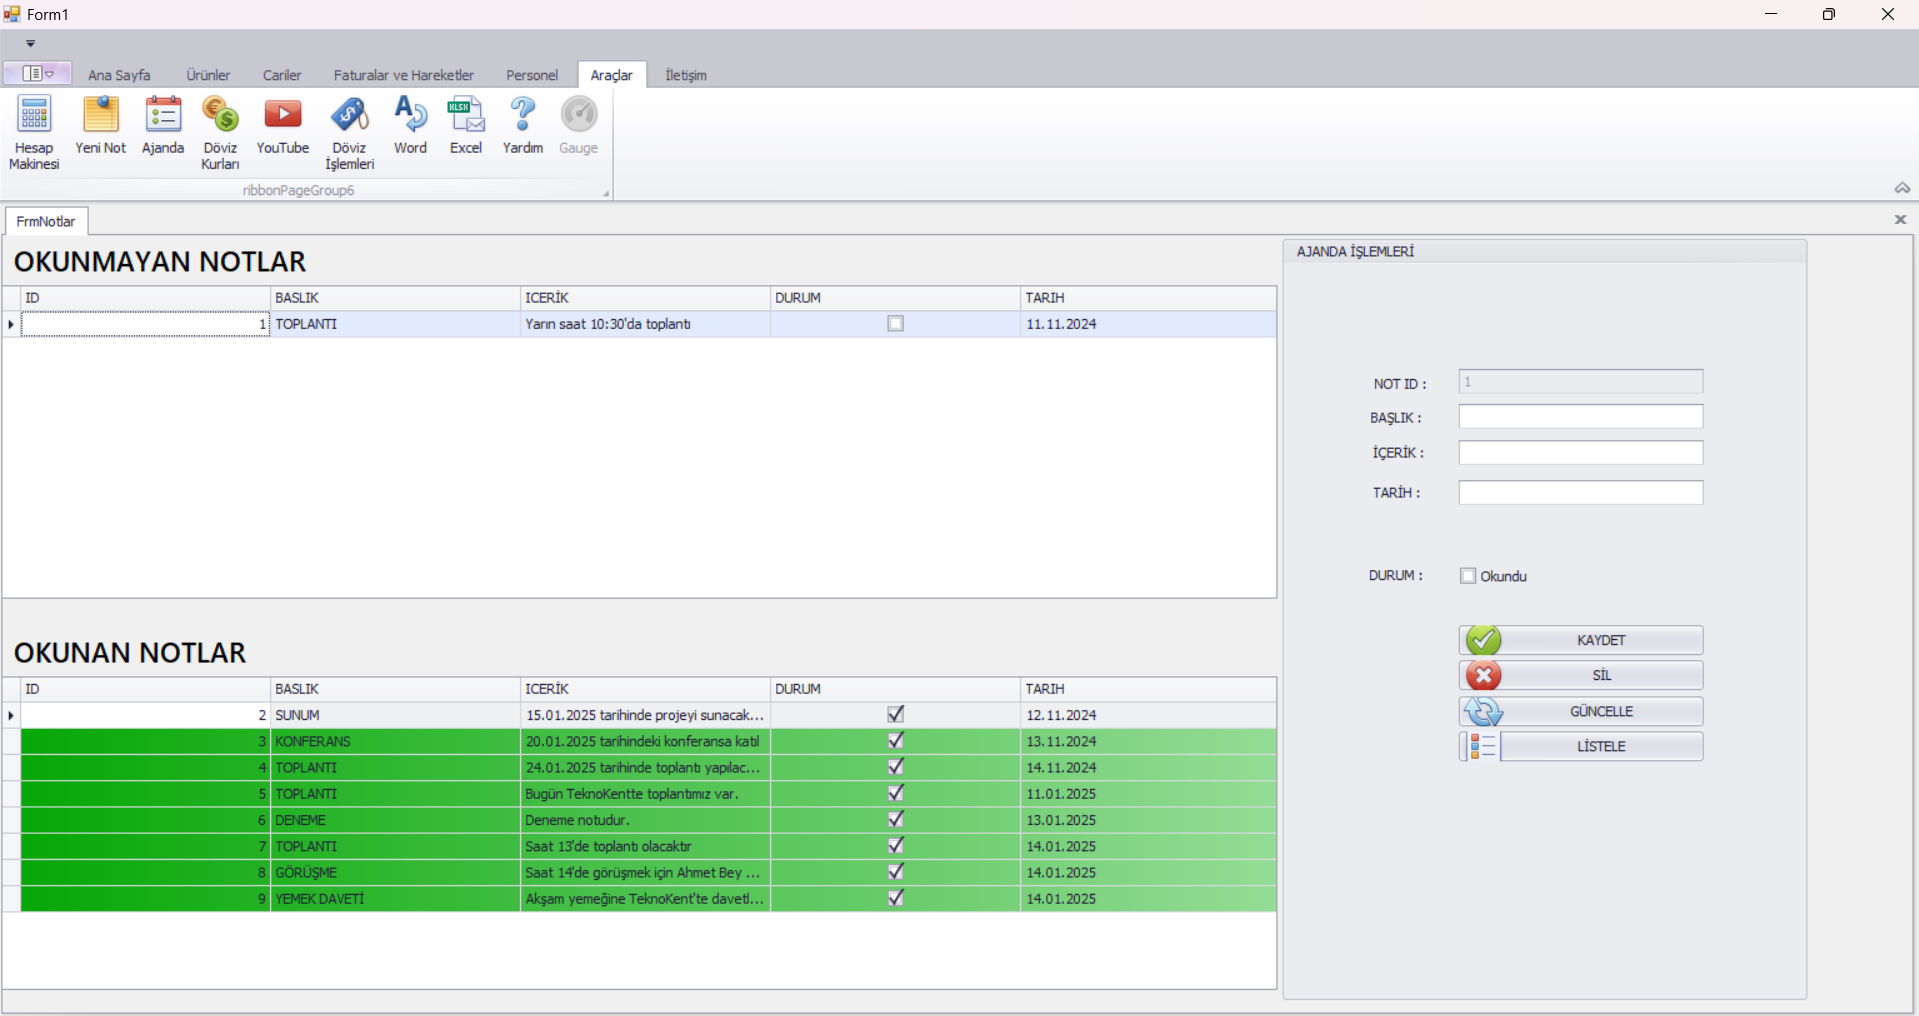 Form1
Ana Sayfa Ürünler Cariler Faturalar ve Hareketler Personel Araçlar İletişim
Hesap Makinesi
Yeni Not
Ajanda
Döviz Kurları
YouTube
Döviz İşlemleri
Word
XLSX
Excel
Yardım
Gauge
ribbonPageGroup6
FrmNotlar
OKUNMAYAN NOTLAR
ID BASLIK ICERİK DURUM TARIH
1 TOPLANTI Yarın saat 10:30'da toplantı 11.11.2024
OKUNAN NOTLAR
ID BASLIK ICERİK DURUM TARIH
2 SUNUM 15.01.2025 tarihinde projeyi sunacak... 12.11.2024
3 KONFERANS 20.01.2025 tarihindeki konferansa katıl 13.11.2024
4 TOPLANTI 24.01.2025 tarihinde toplantı yapılac... 14.11.2024
5 TOPLANTI Bugün TeknoKentte toplantımız var. 11.01.2025
6 DENEME Deneme notudur. 13.01.2025
7 TOPLANTI Saat 13'de toplantı olacaktır 14.01.2025
8 GÖRÜŞME Saat 14'de görüşmek için Ahmet Bey ... 14.01.2025
9 YEMEK DAVETİ Akşam yemeğine TeknoKent'te davetl... 14.01.2025
AJANDA İŞLEMLERİ
NOT ID : 1
BAŞLIK :
İÇERİK :
TARİH :
DURUM : Okundu
KAYDET
SİL
GÜNCELLE
LİSTELE